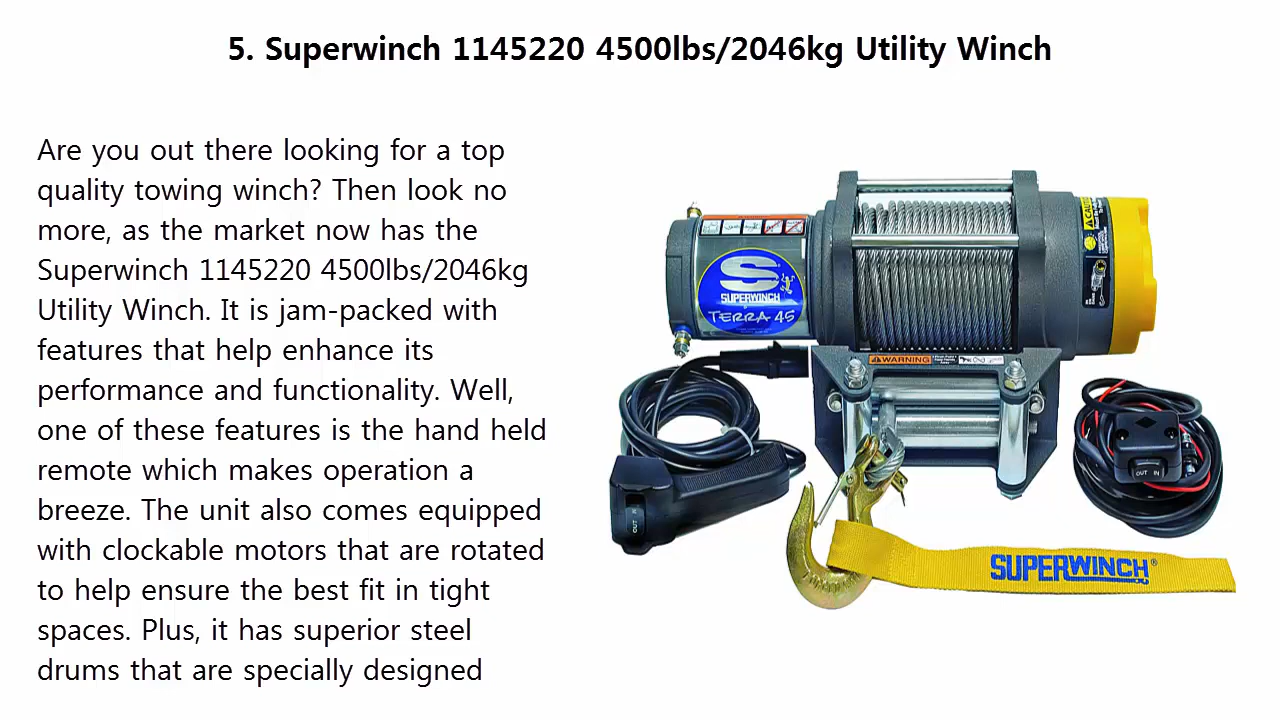 5. Superwinch 1145220 4500lbs/2046kg Utility Winch
Are you out there looking for a top
quality towing winch? Then look no
more, as the market now has the
Superwinch 1145220 4500lbs/2046kg
Utility Winch. It is jam-packed with
features that help enhance its
performance and functionality. Well,
one of these features is the hand held
remote which makes operation a
breeze. The unit also comes equipped
with clockable motors that are rotated
to help ensure the best fit in tight
spaces. Plus, it has superior steel
drums that are specially designed
S
SUPERWINCH
TERRA 45
WARNING
OUT
OUT IN
SUPERWINCH®